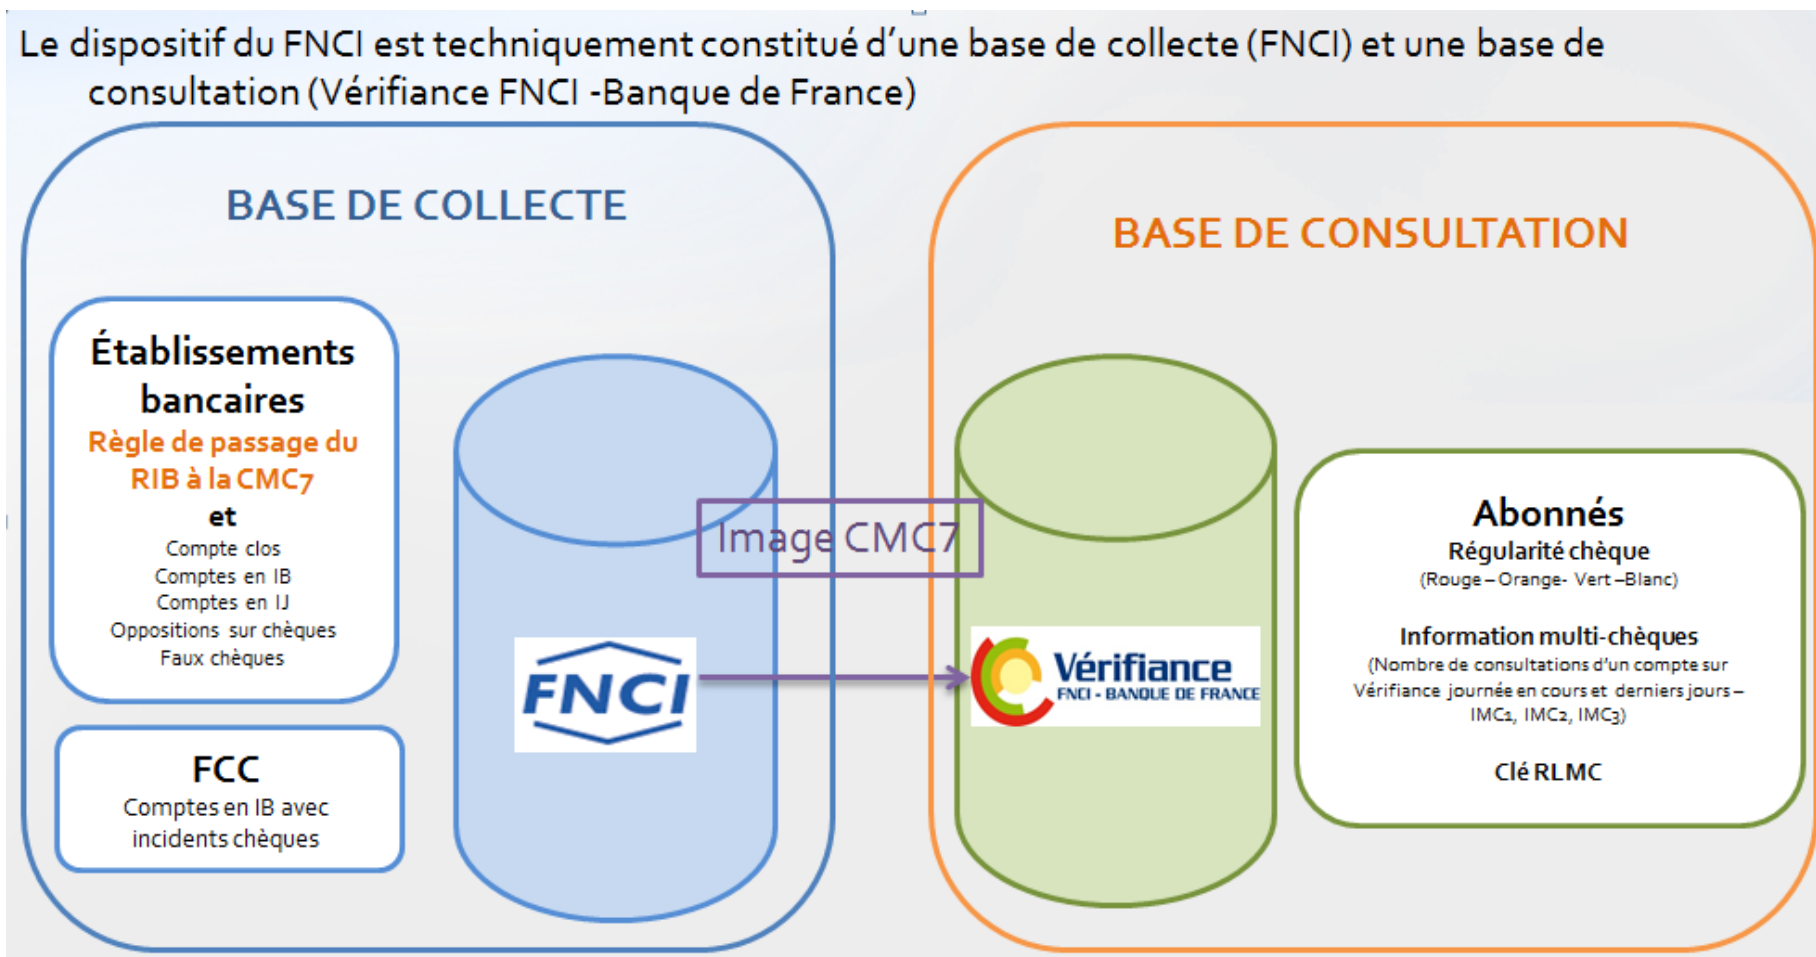 Le dispositif du FNCI est techniquement constitué d'une base de collecte (FNCI) et une base de
consultation (Vérifiance FNCI -Banque de France)
BASE DE COLLECTE
Établissements
bancaires
Règle de passage du
RIB à la CMC7
et
Compte clos
Comptes en IB
Comptes en IJ
Oppositions sur chèques
Faux chèques
FCC
Comptes en IB avec
incidents chèques
FNCI
Image CMC7
BASE DE CONSULTATION
Vérifiance
FNCI - BANQUE DE FRANCE
Abonnés
Régularité chèque
(Rouge – Orange- Vert –Blanc)
Information multi-chèques
(Nombre de consultations d'un compte sur
Vérifiance journée en cours et derniers jours –
IMC1, IMC2, IMC3)
Clé RLMC